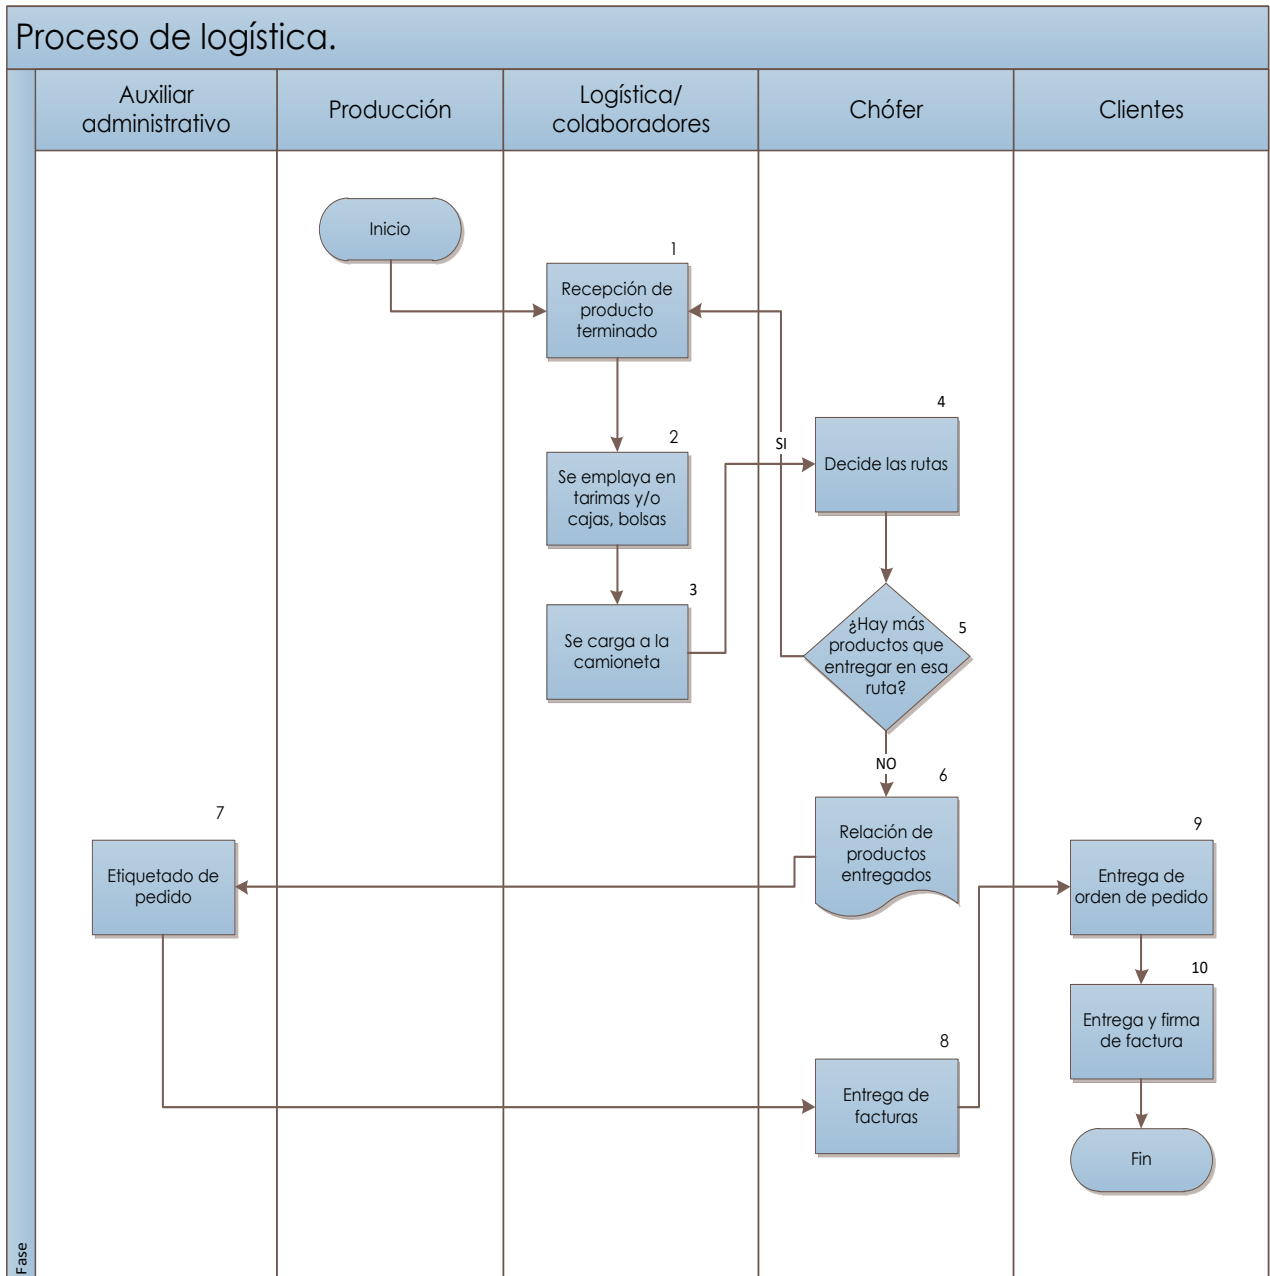 Proceso de logística.
Auxiliar
administrativo
Producción
Logística/
colaboradores
Chófer
Clientes
Inicio
1
Recepción de
producto
terminado
2
Se emplaya en
tarimas y/o
cajas, bolsas
3
Se carga a la
camioneta
SI
4
Decide las rutas
5
¿Hay más
productos que
entregar en esa
ruta?
NO
6
Relación de
productos
entregados
7
Etiquetado de
pedido
8
Entrega de
facturas
9
Entrega de
orden de pedido
10
Entrega y firma
de factura
Fin
Fase